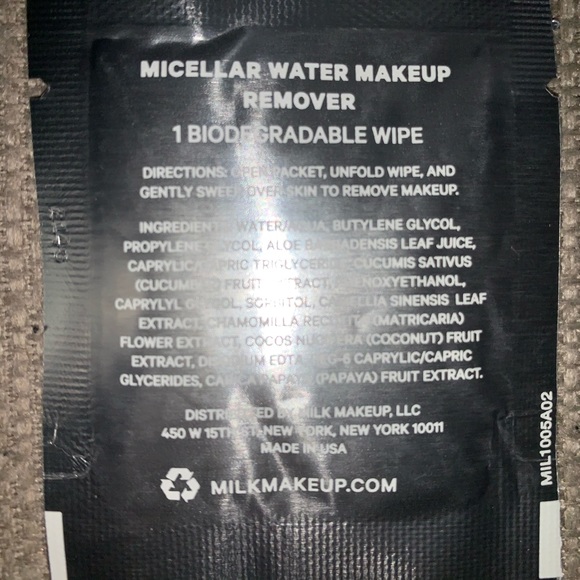 MICELLAR WATER MAKEUP
REMOVER
1 BIODEGRADABLE WIPE
DIRECTIONS: OPEN PACKET, UNFOLD WIPE, AND
GENTLY SWEEP OVER SKIN TO REMOVE MAKEUP.
INGREDIENTS: WATER/AQUA, BUTYLENE GLYCOL,
PROPYLENE GLYCOL, ALOE BARBADENSIS LEAF JUICE,
CAPRYLIC/CAPRIC TRIGLYCERIDE, CUCUMIS SATIVUS
(CUCUMBER) FRUIT EXTRACT, PHENOXYETHANOL,
CAPRYLYL GLYCOL, SORBITOL, CAMELLIA SINENSIS LEAF
EXTRACT, CHAMOMILLA RECUTITA (MATRICARIA)
FLOWER EXTRACT, COCOS NUCIFERA (COCONUT) FRUIT
EXTRACT, DISODIUM EDTA, PEG-6 CAPRYLIC/CAPRIC
GLYCERIDES, CARICA PAPAYA (PAPAYA) FRUIT EXTRACT.
DISTRIBUTED BY MILK MAKEUP, LLC
450 W 15TH ST, NEW YORK, NEW YORK 10011
MADE IN USA
MILKMAKEUP.COM
MIL1005A02